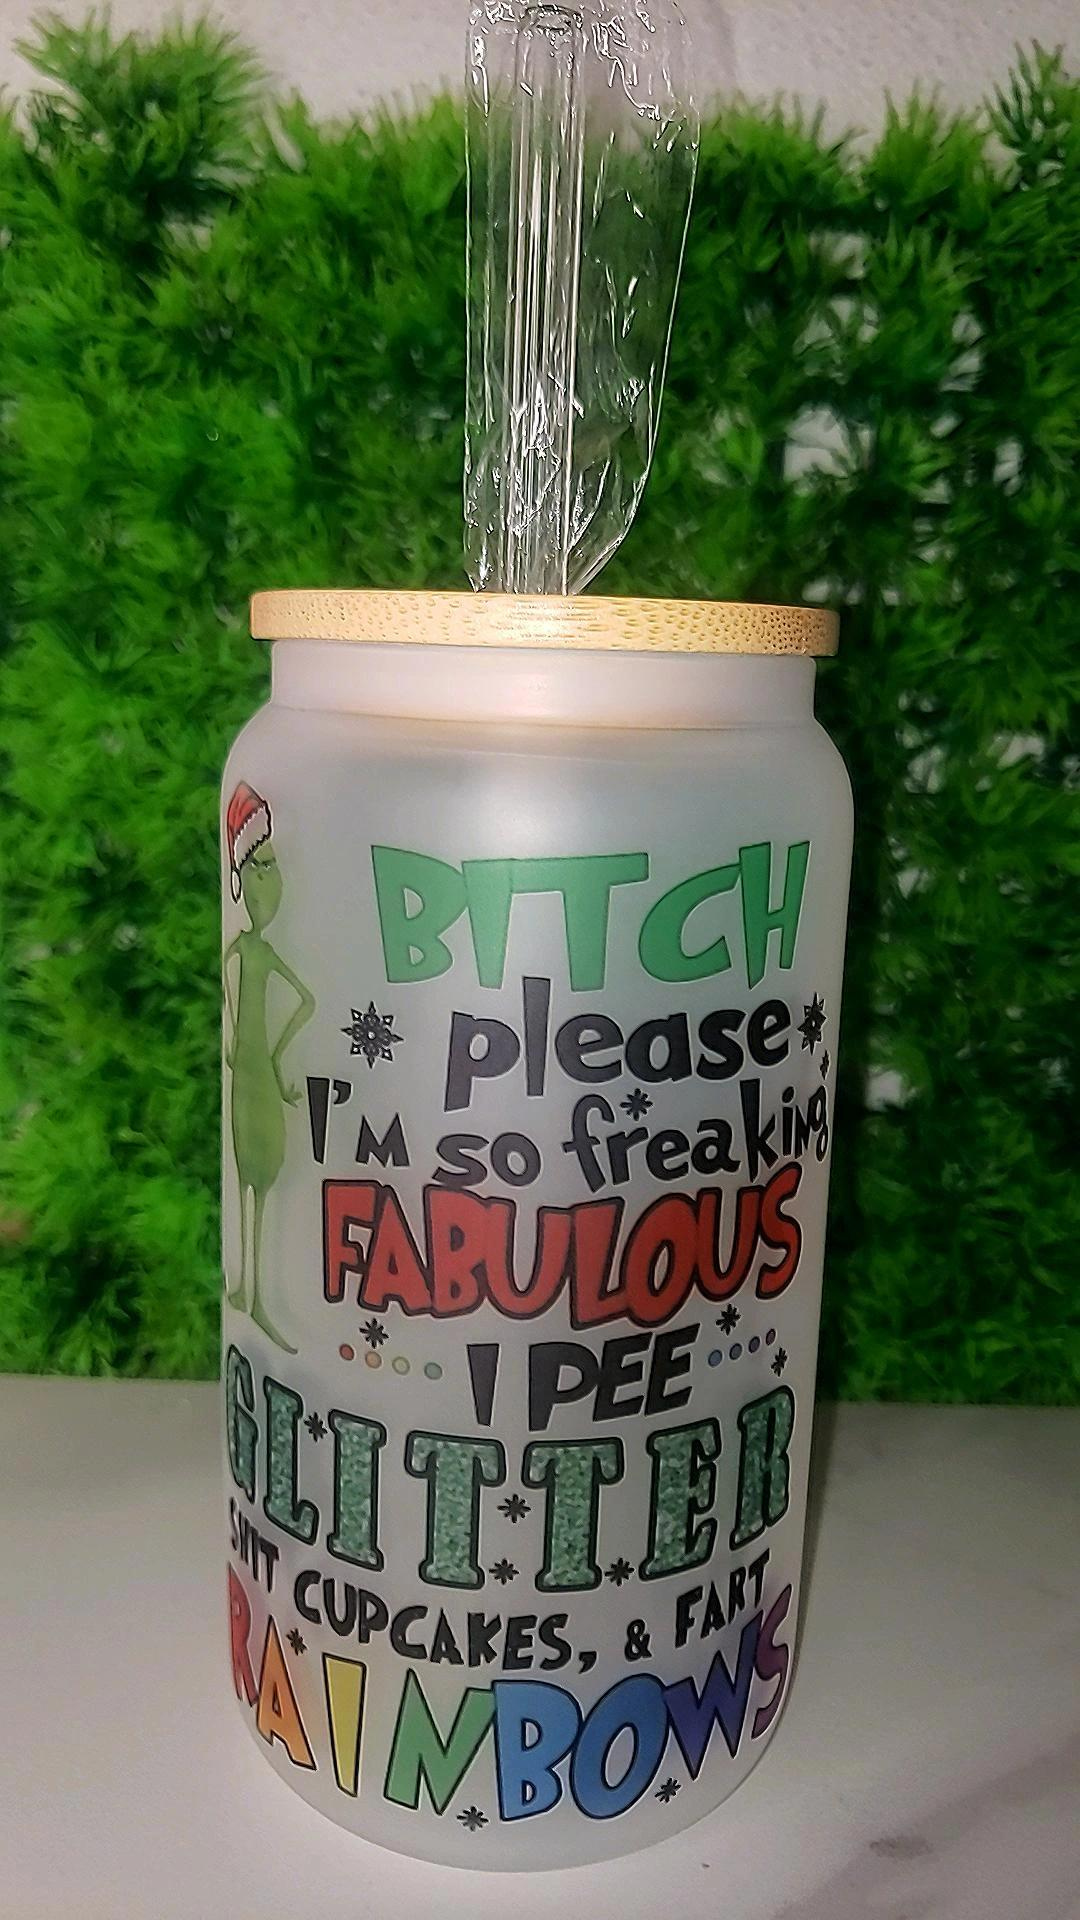 BITCH
please
I'm so freaking
FABULOUS
I PEE
GLITTER
SHIT CUPCAKES, & FART
RAINBOWS